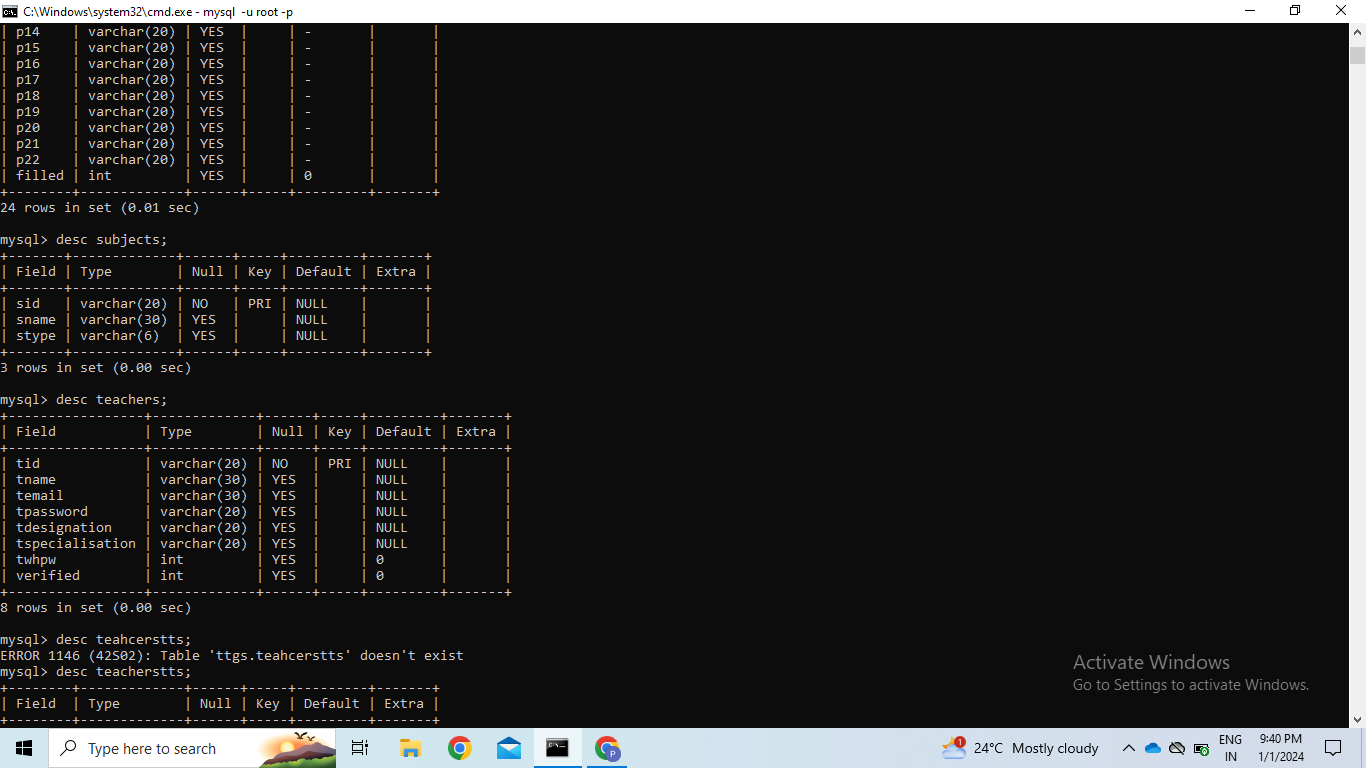 C:\Windows\system32\cmd.exe - mysql  -u root -p
| p14    | varchar(20) | YES  |     | -       |       |
| p15    | varchar(20) | YES  |     | -       |       |
| p16    | varchar(20) | YES  |     | -       |       |
| p17    | varchar(20) | YES  |     | -       |       |
| p18    | varchar(20) | YES  |     | -       |       |
| p19    | varchar(20) | YES  |     | -       |       |
| p20    | varchar(20) | YES  |     | -       |       |
| p21    | varchar(20) | YES  |     | -       |       |
| p22    | varchar(20) | YES  |     | -       |       |
| filled | int         | YES  |     | 0       |       |
+--------+-------------+------+-----+---------+-------+
24 rows in set (0.01 sec)
mysql> desc subjects;
+-------+-------------+------+-----+---------+-------+
| Field | Type        | Null | Key | Default | Extra |
+-------+-------------+------+-----+---------+-------+
| sid   | varchar(20) | NO   | PRI | NULL    |       |
| sname | varchar(30) | YES  |     | NULL    |       |
| stype | varchar(6)  | YES  |     | NULL    |       |
+-------+-------------+------+-----+---------+-------+
3 rows in set (0.00 sec)
mysql> desc teachers;
+-----------------+-------------+------+-----+---------+-------+
| Field           | Type        | Null | Key | Default | Extra |
+-----------------+-------------+------+-----+---------+-------+
| tid             | varchar(20) | NO   | PRI | NULL    |       |
| tname           | varchar(30) | YES  |     | NULL    |       |
| temail          | varchar(30) | YES  |     | NULL    |       |
| tpassword       | varchar(20) | YES  |     | NULL    |       |
| tdesignation    | varchar(20) | YES  |     | NULL    |       |
| tspecialisation | varchar(20) | YES  |     | NULL    |       |
| twhpw           | int         | YES  |     | 0       |       |
| verified        | int         | YES  |     | 0       |       |
+-----------------+-------------+------+-----+---------+-------+
8 rows in set (0.00 sec)
mysql> desc teahcerstts;
ERROR 1146 (42S02): Table 'ttgs.teahcerstts' doesn't exist
mysql> desc teacherstts;
+--------+-------------+------+-----+---------+-------+
| Field  | Type        | Null | Key | Default | Extra |
+--------+-------------+------+-----+---------+-------+
Activate Windows
Go to Settings to activate Windows.
Type here to search
P
1
24°C Mostly cloudy
ENG
IN
9:40 PM
1/1/2024